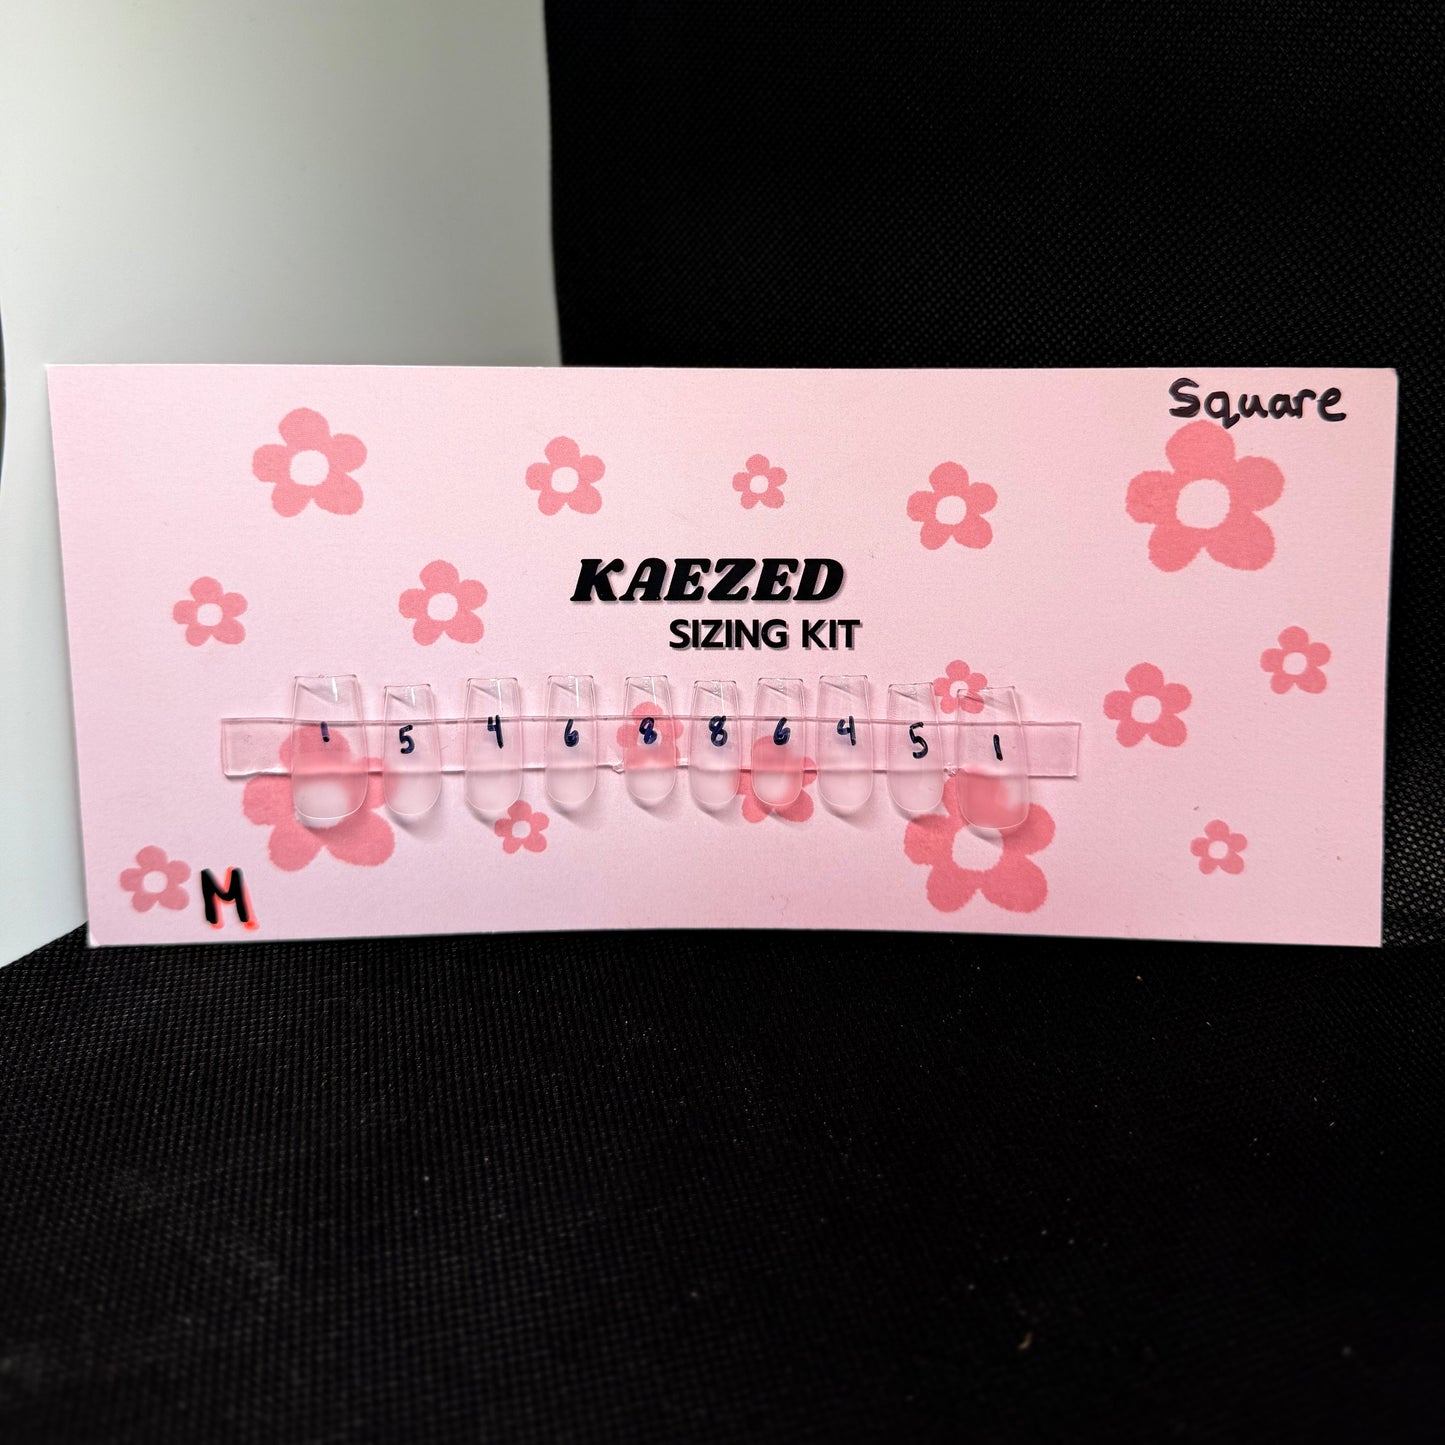 Square
KAEZED
SIZING KIT
1 5 4 6 8 8 6 4 5 1
M